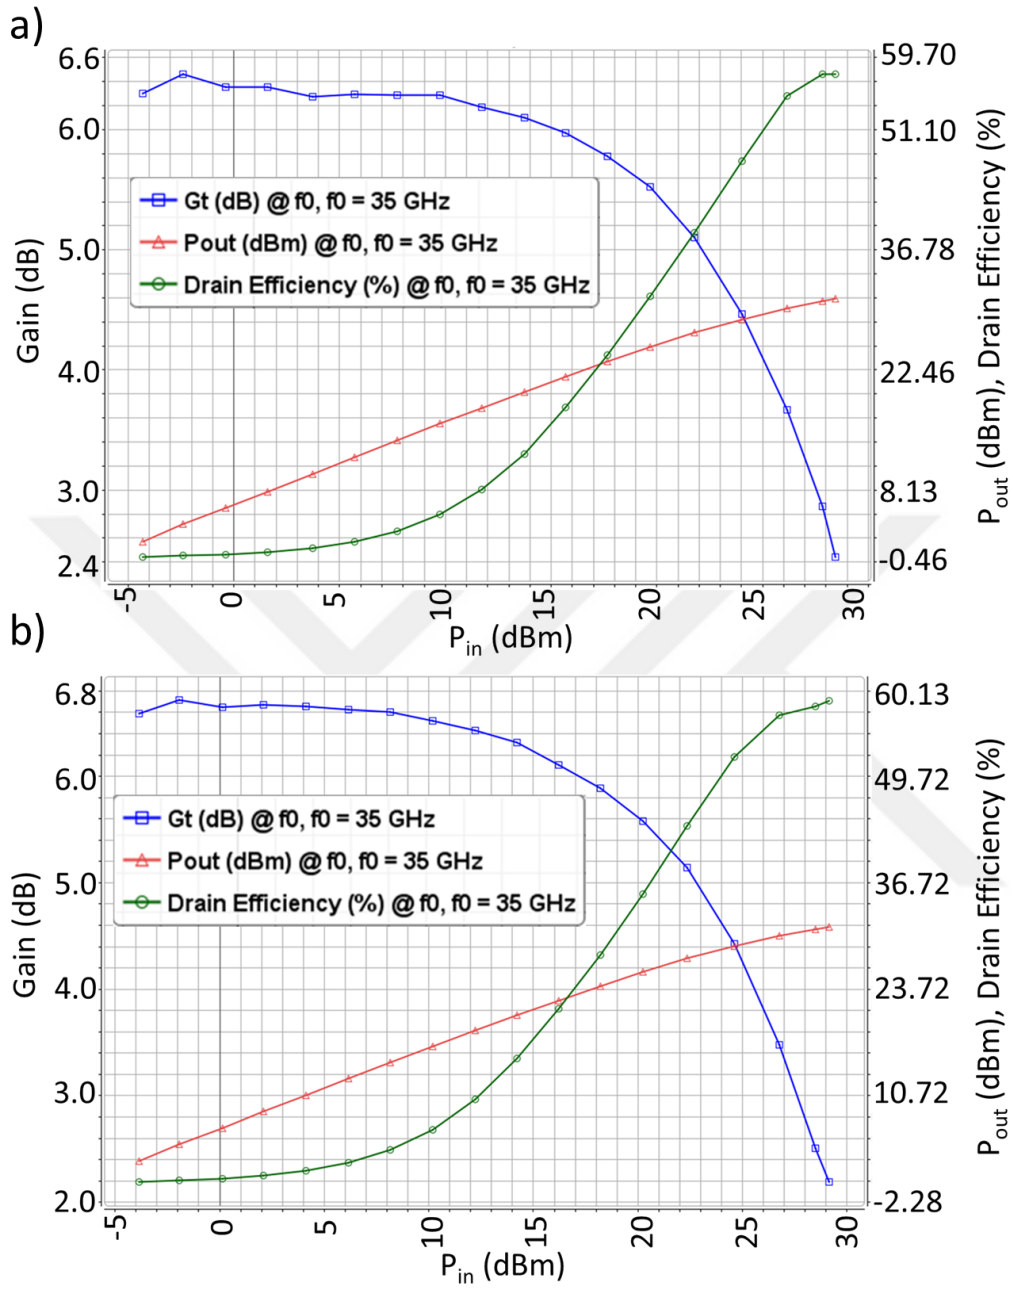 a)
6.6
6.0
5.0
4.0
3.0
2.4
Gain (dB)
59.70
51.10
36.78
22.46
8.13
-0.46
Pout (dBm), Drain Efficiency (%)
Gt (dB) @ f0, f0 = 35 GHz
Pout (dBm) @ f0, f0 = 35 GHz
Drain Efficiency (%) @ f0, f0 = 35 GHz
-5 0 5 10 15 20 25 30
Pin (dBm)
b)
6.8
6.0
5.0
4.0
3.0
2.0
Gain (dB)
60.13
49.72
36.72
23.72
10.72
-2.28
Pout (dBm), Drain Efficiency (%)
Gt (dB) @ f0, f0 = 35 GHz
Pout (dBm) @ f0, f0 = 35 GHz
Drain Efficiency (%) @ f0, f0 = 35 GHz
-5 0 5 10 15 20 25 30
Pin (dBm)